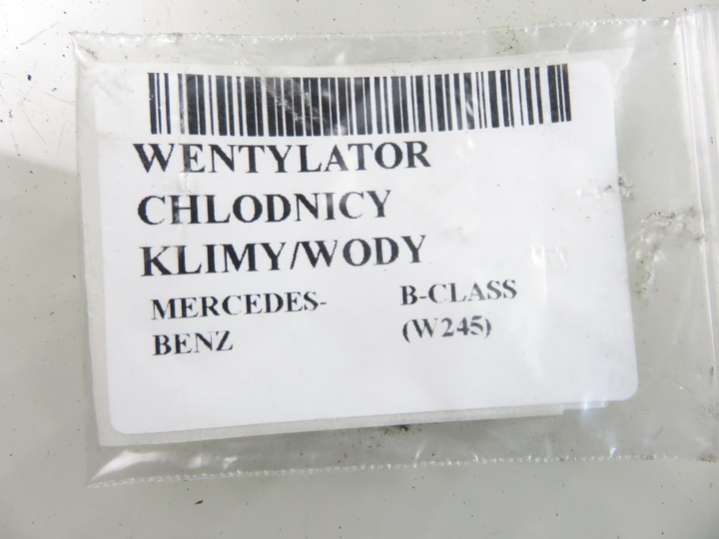 WENTYLATOR
CHLODNICY
KLIMY/WODY
MERCEDES- B-CLASS
BENZ (W245)